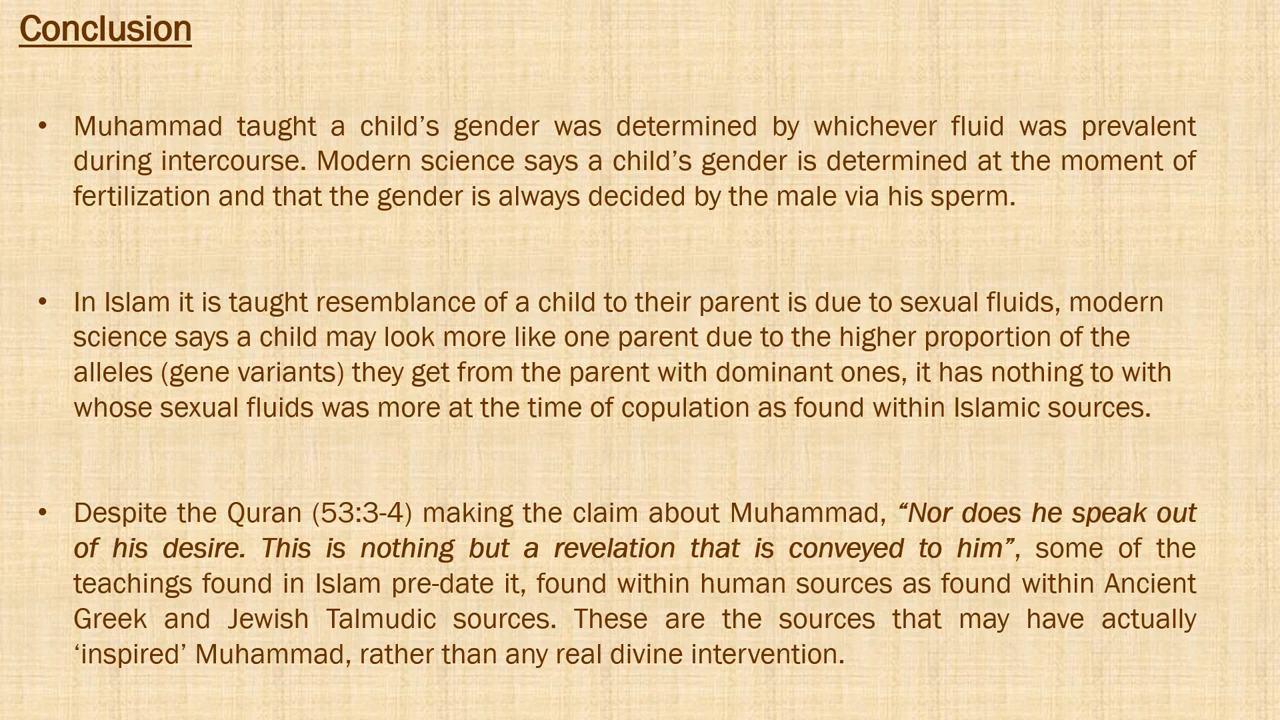 Conclusion
• Muhammad taught a child’s gender was determined by whichever fluid was prevalent
during intercourse. Modern science says a child’s gender is determined at the moment of
fertilization and that the gender is always decided by the male via his sperm.
• In Islam it is taught resemblance of a child to their parent is due to sexual fluids, modern
science says a child may look more like one parent due to the higher proportion of the
alleles (gene variants) they get from the parent with dominant ones, it has nothing to with
whose sexual fluids was more at the time of copulation as found within Islamic sources.
• Despite the Quran (53:3-4) making the claim about Muhammad, “Nor does he speak out
of his desire. This is nothing but a revelation that is conveyed to him”, some of the
teachings found in Islam pre-date it, found within human sources as found within Ancient
Greek and Jewish Talmudic sources. These are the sources that may have actually
‘inspired’ Muhammad, rather than any real divine intervention.